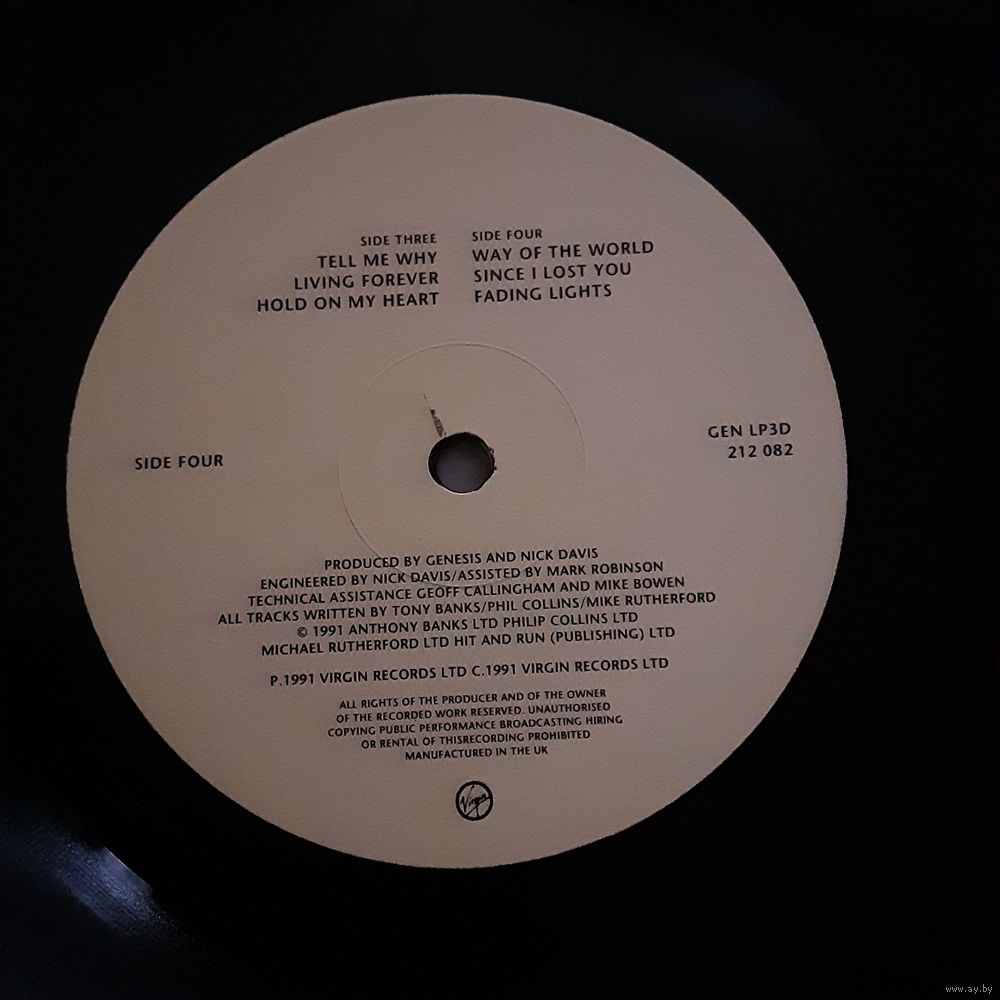 SIDE THREE
TELL ME WHY
LIVING FOREVER
HOLD ON MY HEART
SIDE FOUR
WAY OF THE WORLD
SINCE I LOST YOU
FADING LIGHTS
SIDE FOUR
GEN LP3D
212 082
PRODUCED BY GENESIS AND NICK DAVIS
ENGINEERED BY NICK DAVIS/ASSISTED BY MARK ROBINSON
TECHNICAL ASSISTANCE GEOFF CALLINGHAM AND MIKE BOWEN
ALL TRACKS WRITTEN BY TONY BANKS/PHIL COLLINS/MIKE RUTHERFORD
© 1991 ANTHONY BANKS LTD PHILIP COLLINS LTD
MICHAEL RUTHERFORD LTD HIT AND RUN (PUBLISHING) LTD
P.1991 VIRGIN RECORDS LTD C.1991 VIRGIN RECORDS LTD
ALL RIGHTS OF THE PRODUCER AND OF THE OWNER
OF THE RECORDED WORK RESERVED. UNAUTHORISED
COPYING PUBLIC PERFORMANCE BROADCASTING HIRING
OR RENTAL OF THISRECORDING PROHIBITED
MANUFACTURED IN THE UK
Virgin
www.ay.by